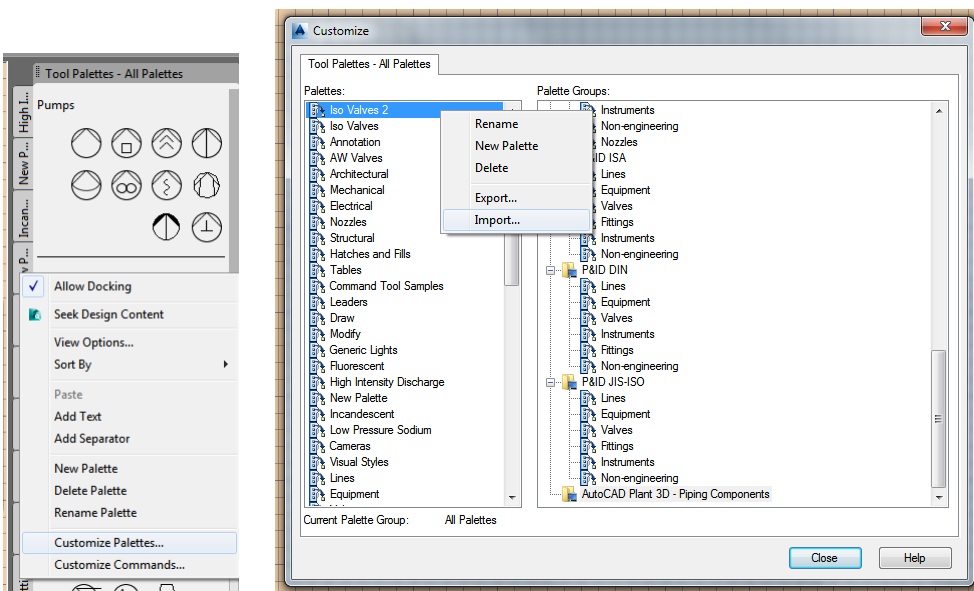 Tool Palettes - All Palettes
High I...
New P...
Incan...
Pumps
Allow Docking
Seek Design Content
View Options...
Sort By
Paste
Add Text
Add Separator
New Palette
Delete Palette
Rename Palette
Customize Palettes...
Customize Commands...
Customize
Tool Palettes - All Palettes
Palettes:
Iso Valves 2
Iso Valves
Annotation
AW Valves
Architectural
Mechanical
Electrical
Nozzles
Structural
Hatches and Fills
Tables
Command Tool Samples
Leaders
Draw
Modify
Generic Lights
Fluorescent
High Intensity Discharge
New Palette
Incandescent
Low Pressure Sodium
Cameras
Visual Styles
Lines
Equipment
Rename
New Palette
Delete
Export...
Import...
Palette Groups:
Instruments
Non-engineering
Nozzles
ID ISA
Lines
Equipment
Valves
Fittings
Instruments
Non-engineering
P&ID DIN
Lines
Equipment
Valves
Instruments
Fittings
Non-engineering
P&ID JIS-ISO
Lines
Equipment
Valves
Fittings
Instruments
Non-engineering
AutoCAD Plant 3D - Piping Components
Current Palette Group: All Palettes
Close
Help